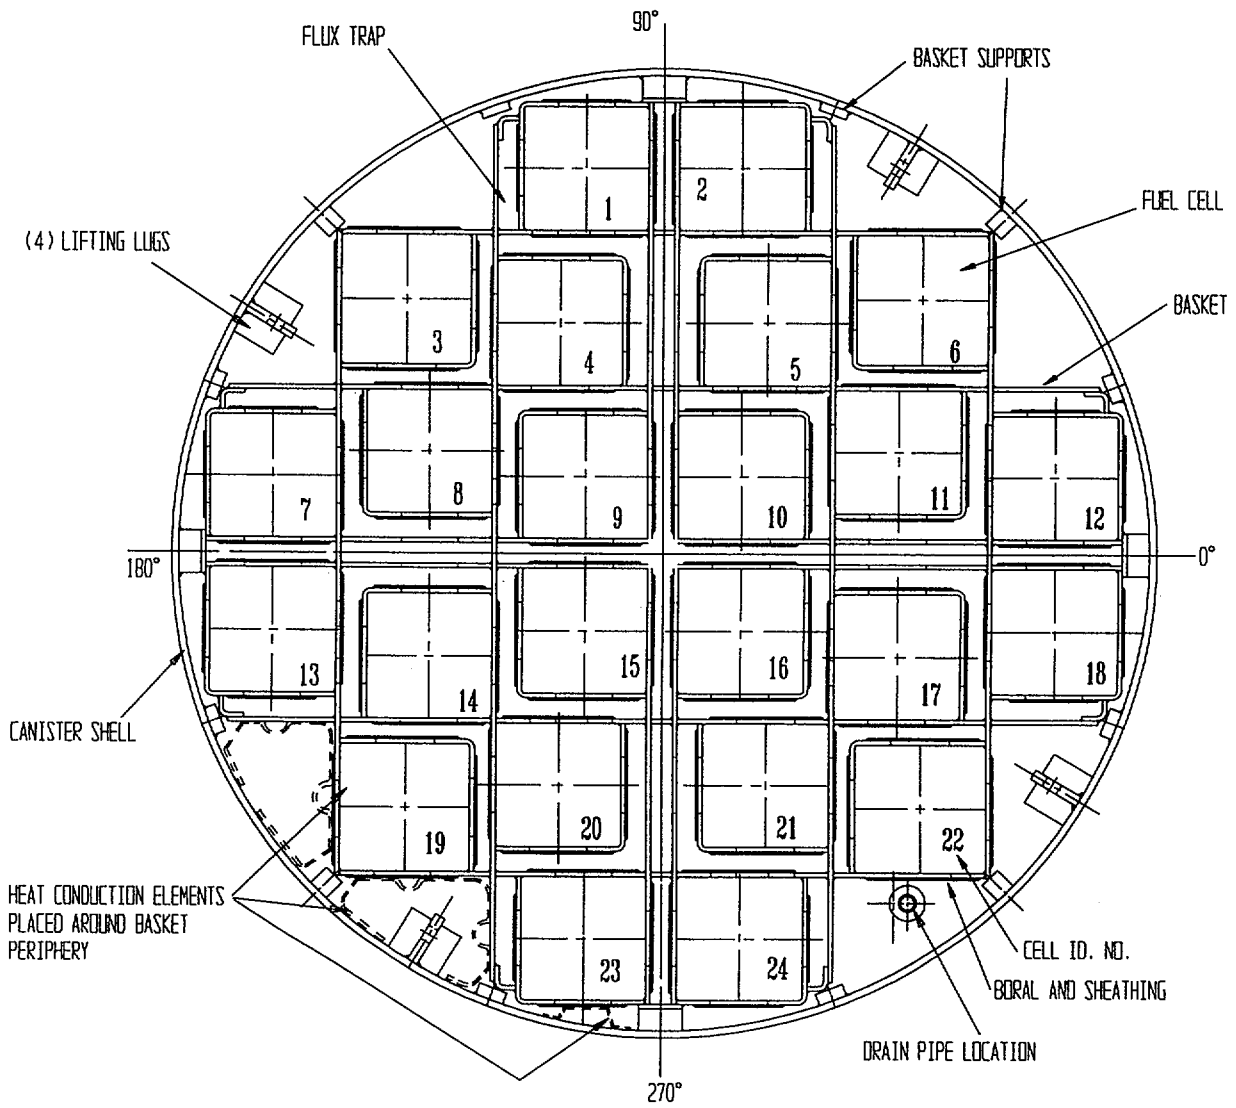 90°
FLUX TRAP
BASKET SUPPORTS
1
2
FUEL CELL
(4) LIFTING LUGS
3
4
5
6
BASKET
7
8
9
10
11
12
180°
0°
13
14
15
16
17
18
CANISTER SHELL
19
20
21
22
HEAT CONDUCTION ELEMENTS
PLACED AROUND BASKET
PERIPHERY
23
24
CELL ID. NO.
BORAL AND SHEATHING
DRAIN PIPE LOCATION
270°